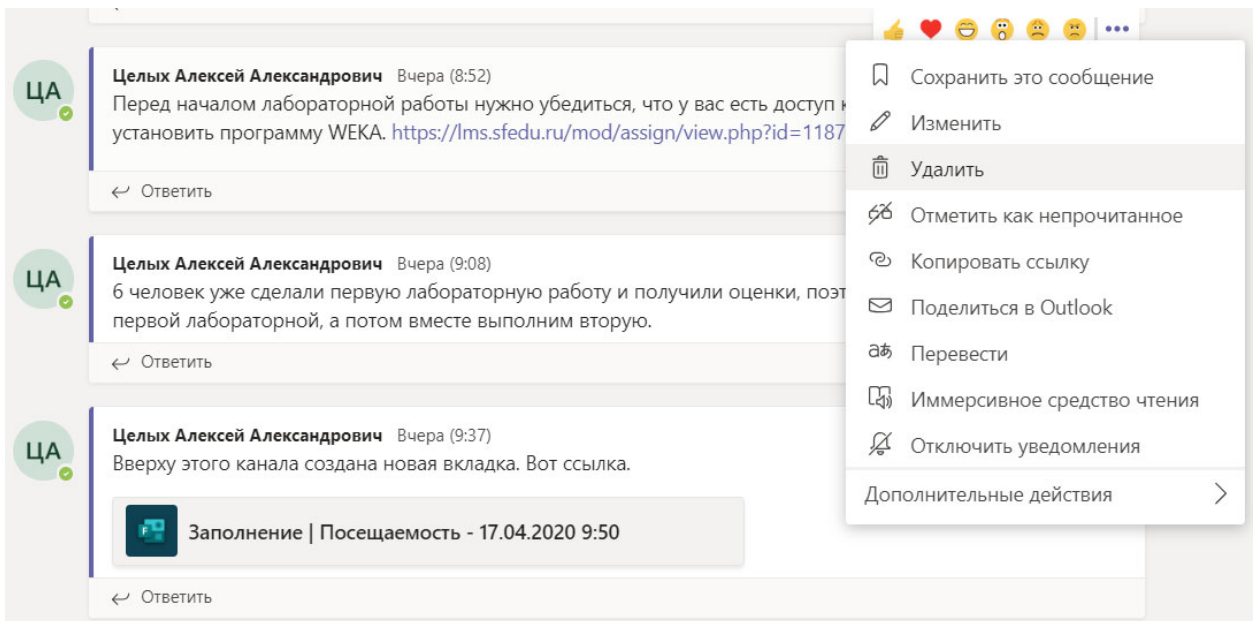 Целых Алексей Александрович Вчера (8:52)
Перед началом лабораторной работы нужно убедиться, что у вас есть доступ
установить программу WEKA. https://lms.sfedu.ru/mod/assign/view.php?id=1187
Ответить
ЦА
Целых Алексей Александрович Вчера (9:08)
6 человек уже сделали первую лабораторную работу и получили оценки,
первой лабораторной, а потом вместе выполним вторую.
Ответить
ЦА
Целых Алексей Александрович Вчера (9:37)
Вверху этого канала создана новая вкладка. Вот ссылка.
Заполнение | Посещаемость - 17.04.2020 9:50
Ответить
ЦА
Сохранить это сообщение
Изменить
Удалить
Отметить как непрочитанное
Копировать ссылку
Поделиться в Outlook
Перевести
Иммерсивное средство чтения
Отключить уведомления
Дополнительные действия